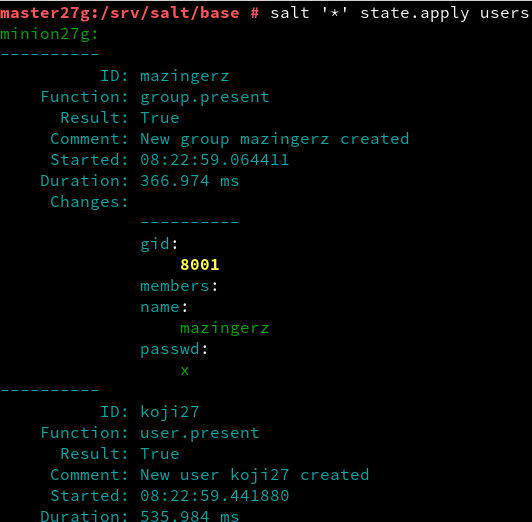 master27g:/srv/salt/base # salt '*' state.apply users
minion27g:
----------
ID: mazingerz
Function: group.present
Result: True
Comment: New group mazingerz created
Started: 08:22:59.064411
Duration: 366.974 ms
Changes:
----------
gid:
8001
members:
name:
mazingerz
passwd:
x
----------
ID: koji27
Function: user.present
Result: True
Comment: New user koji27 created
Started: 08:22:59.441880
Duration: 535.984 ms